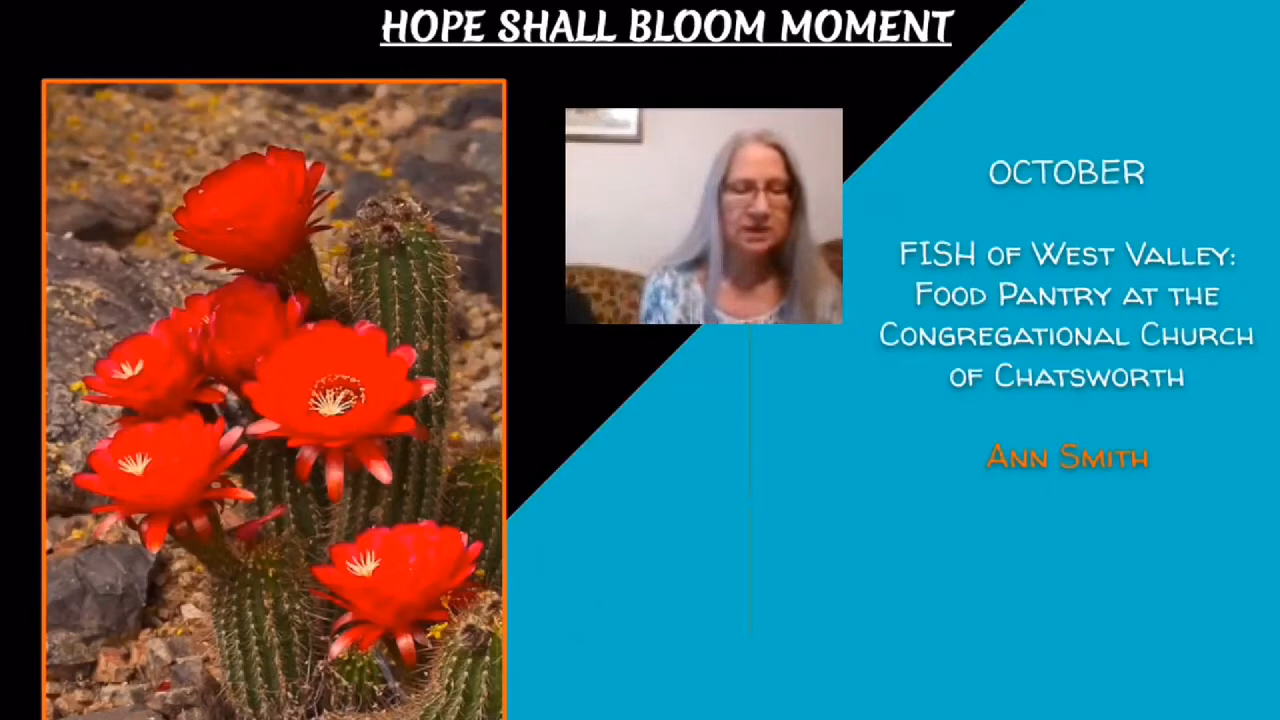 HOPE SHALL BLOOM MOMENT
OCTOBER
FISH OF WEST VALLEY:
FOOD PANTRY AT THE
CONGREGATIONAL CHURCH
OF CHATSWORTH
ANN SMITH